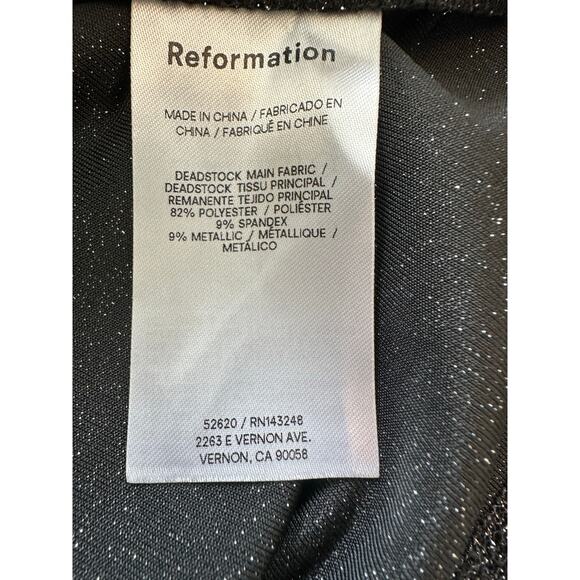 Reformation
MADE IN CHINA / FABRICADO EN
CHINA / FABRIQUÉ EN CHINE
DEADSTOCK MAIN FABRIC /
DEADSTOCK TISSU PRINCIPAL /
REMANENTE TEJIDO PRINCIPAL
82% POLYESTER / POLIÉSTER
9% SPANDEX
9% METALLIC / MÉTALLIQUE /
METÁLICO
52620 / RN143248
2263 E VERNON AVE.
VERNON, CA 90058